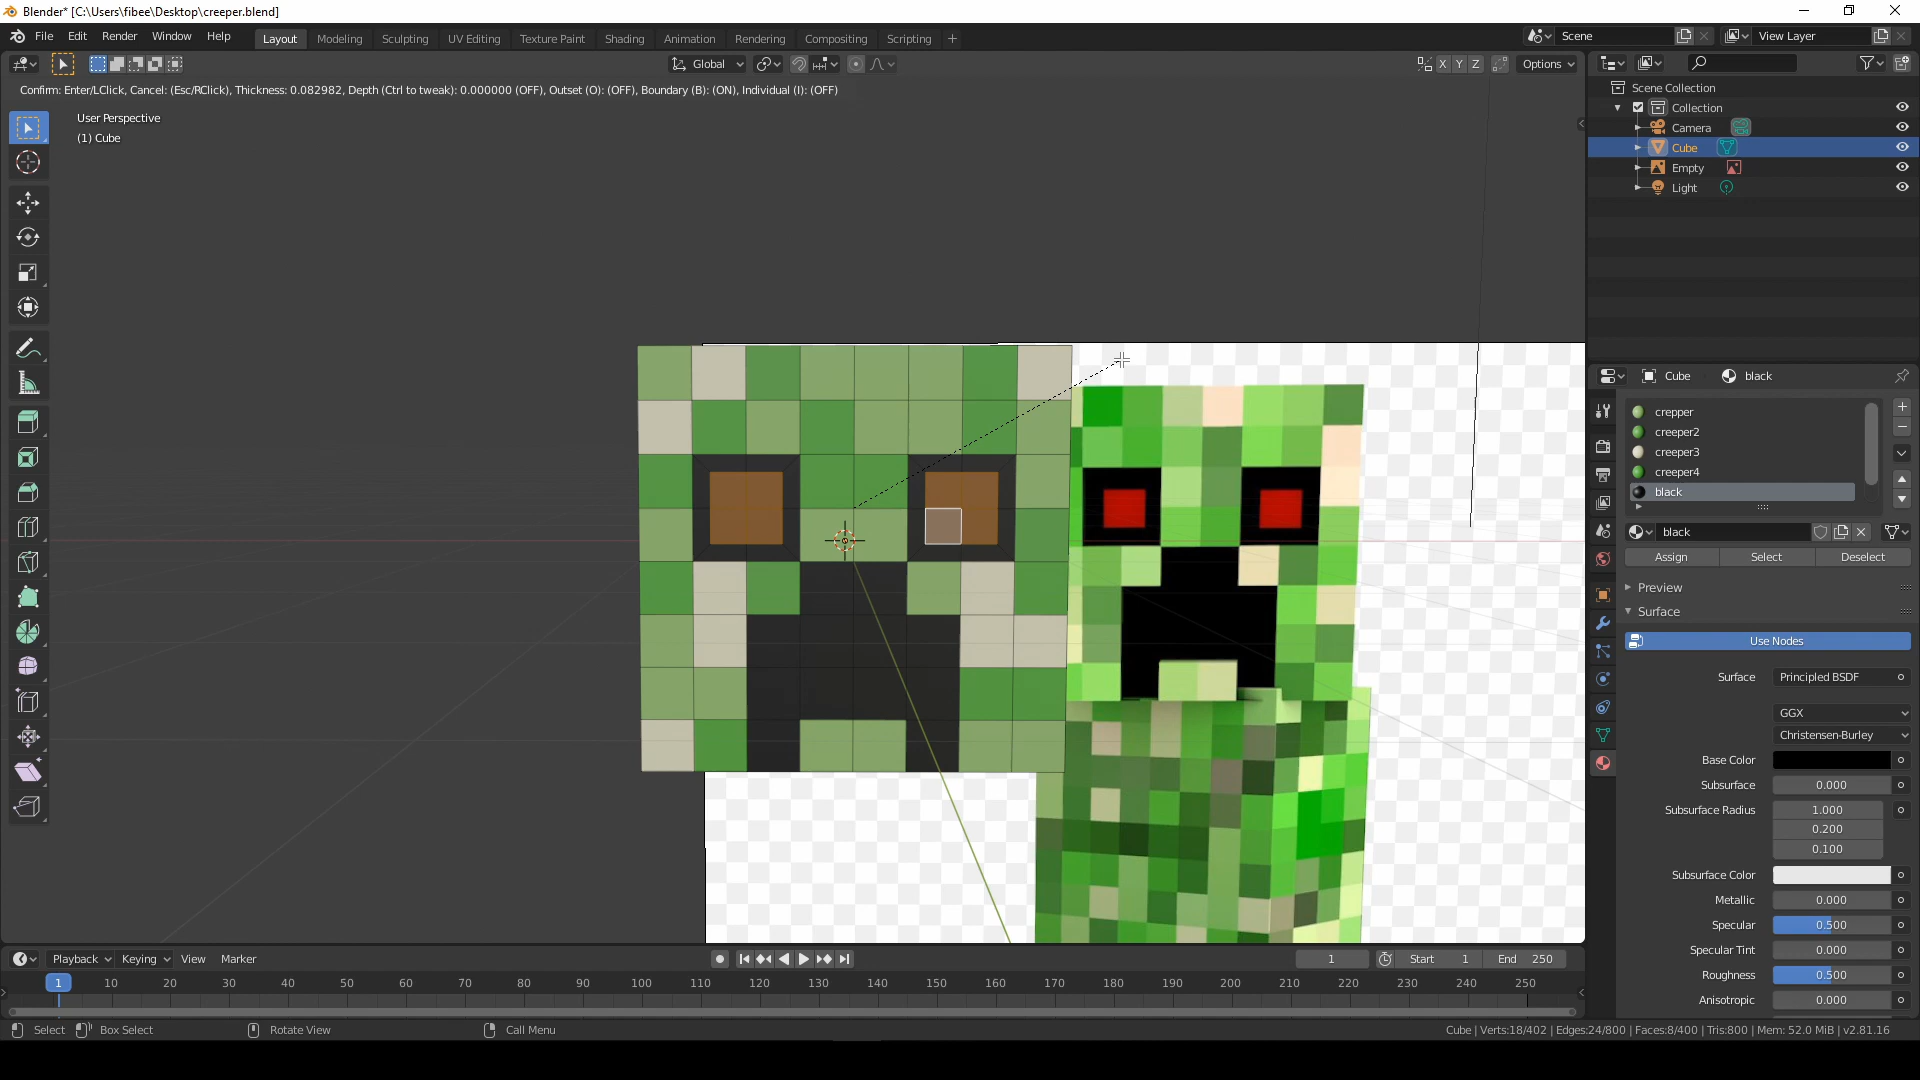 Blender* [C:\Users\fibee\Desktop\creeper.blend]
File Edit Render Window Help Layout Modeling Sculpting UV Editing Texture Paint Shading Animation Rendering Compositing Scripting + Scene View Layer
Global X Y Z Options
Confirm: Enter/LClick, Cancel: (Esc/RClick), Thickness: 0.082982, Depth (Ctrl to tweak): 0.000000 (OFF), Outset (O): (OFF), Boundary (B): (ON), Individual (I): (OFF)
User Perspective
(1) Cube
Scene Collection
Collection
Camera
Cube
Empty
Light
Cube black
crepper
creeper2
creeper3
creeper4
black
black
Assign Select Deselect
Preview
Surface
Use Nodes
Surface Principled BSDF
GGX
Christensen-Burley
Base Color
Subsurface 0.000
Subsurface Radius 1.000
0.200
0.100
Subsurface Color
Metallic 0.000
Specular 0.500
Specular Tint 0.000
Roughness 0.500
Anisotropic 0.000
Playback Keying View Marker 1 Start 1 End 250
1 10 20 30 40 50 60 70 80 90 100 110 120 130 140 150 160 170 180 190 200 210 220 230 240 250
Select Box Select Rotate View Call Menu
Cube | Verts:18/402 | Edges:24/800 | Faces:8/400 | Tris:800 | Mem: 52.0 MiB | v2.81.16